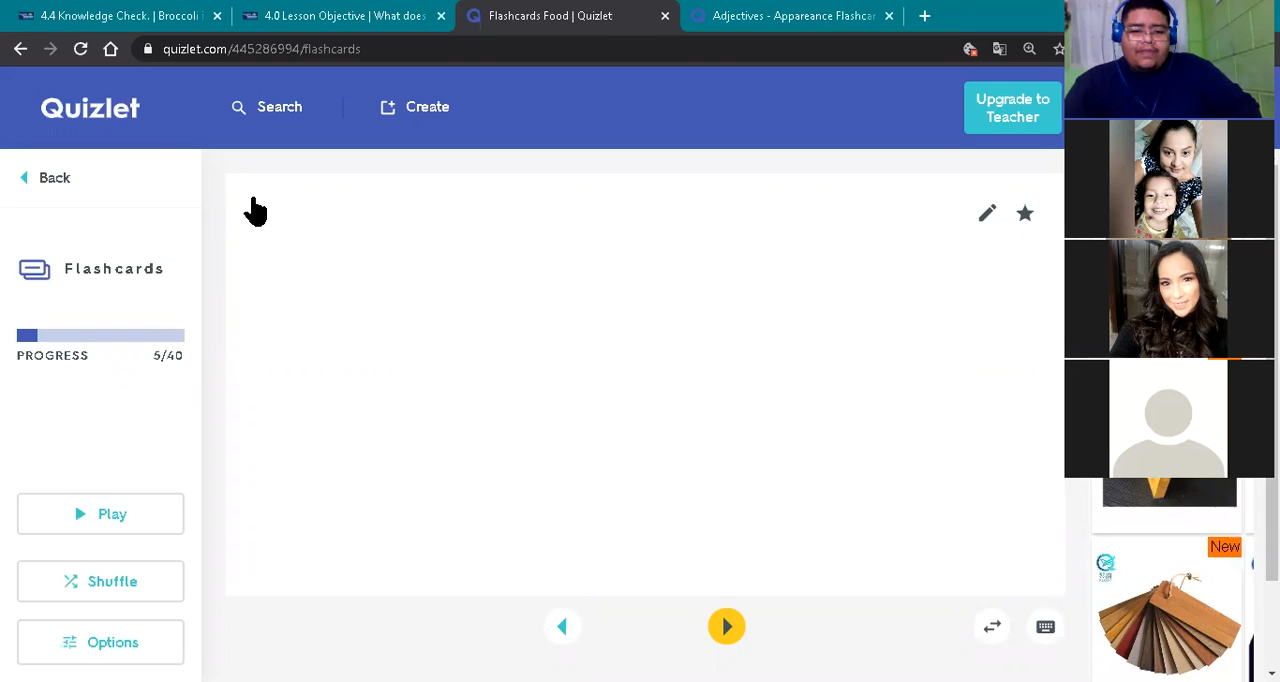 4.4 Knowledge Check. | Broccoli i
4.0 Lesson Objective | What does
Flashcards Food | Quizlet
Adjectives - Appareance Flashcar
quizlet.com/445286994/flashcards
Quizlet
Search
Create
Upgrade to
Teacher
Back
Flashcards
PROGRESS 5/40
Play
Shuffle
Options
New